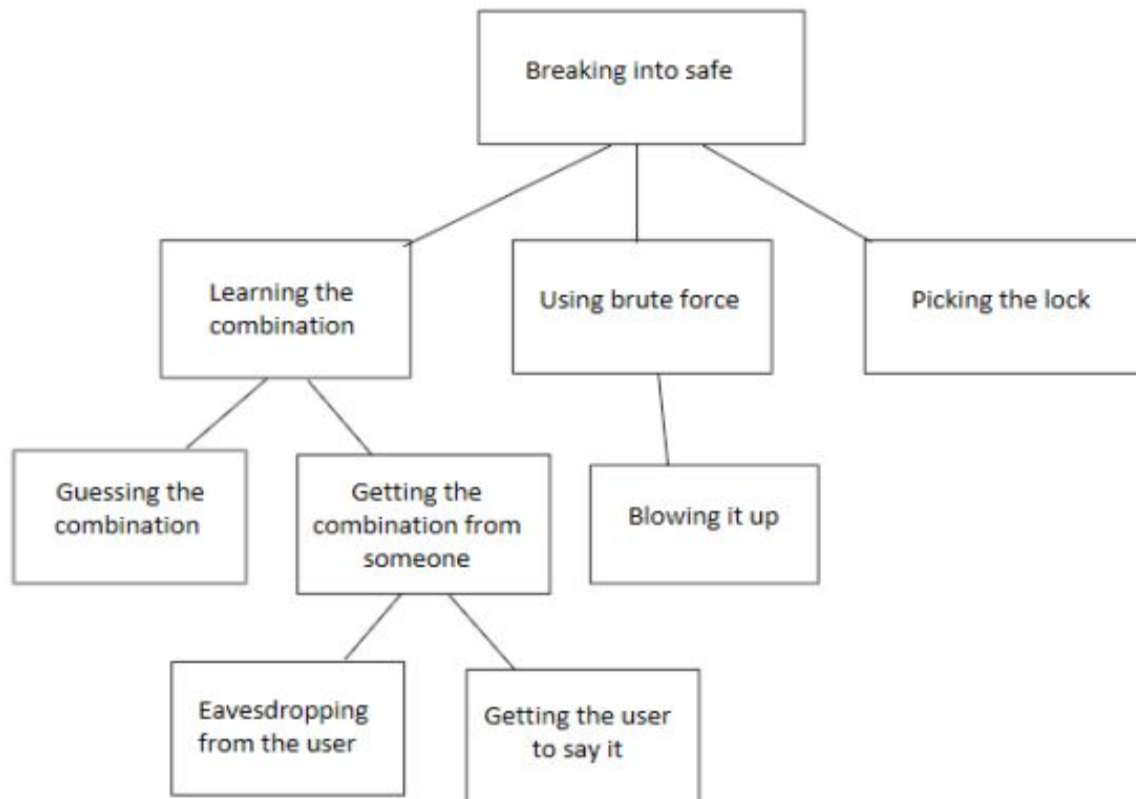 Breaking into safe
Learning the
combination
Using brute force
Picking the lock
Guessing the
combination
Getting the
combination from
someone
Blowing it up
Eavesdropping
from the user
Getting the user
to say it